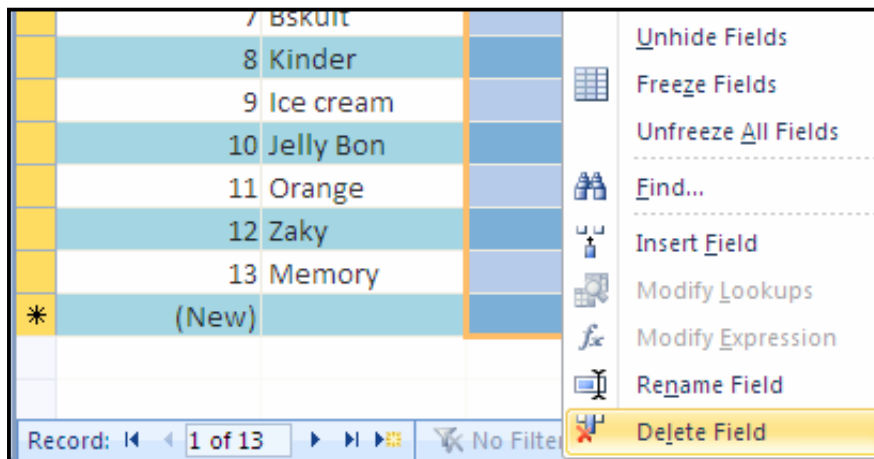 7 Bskuit
8 Kinder
9 Ice cream
10 Jelly Bon
11 Orange
12 Zaky
13 Memory
* (New)
Record: 1 of 13 No Filter
Unhide Fields
Freeze Fields
Unfreeze All Fields
Find...
Insert Field
Modify Lookups
fx Modify Expression
Rename Field
Delete Field